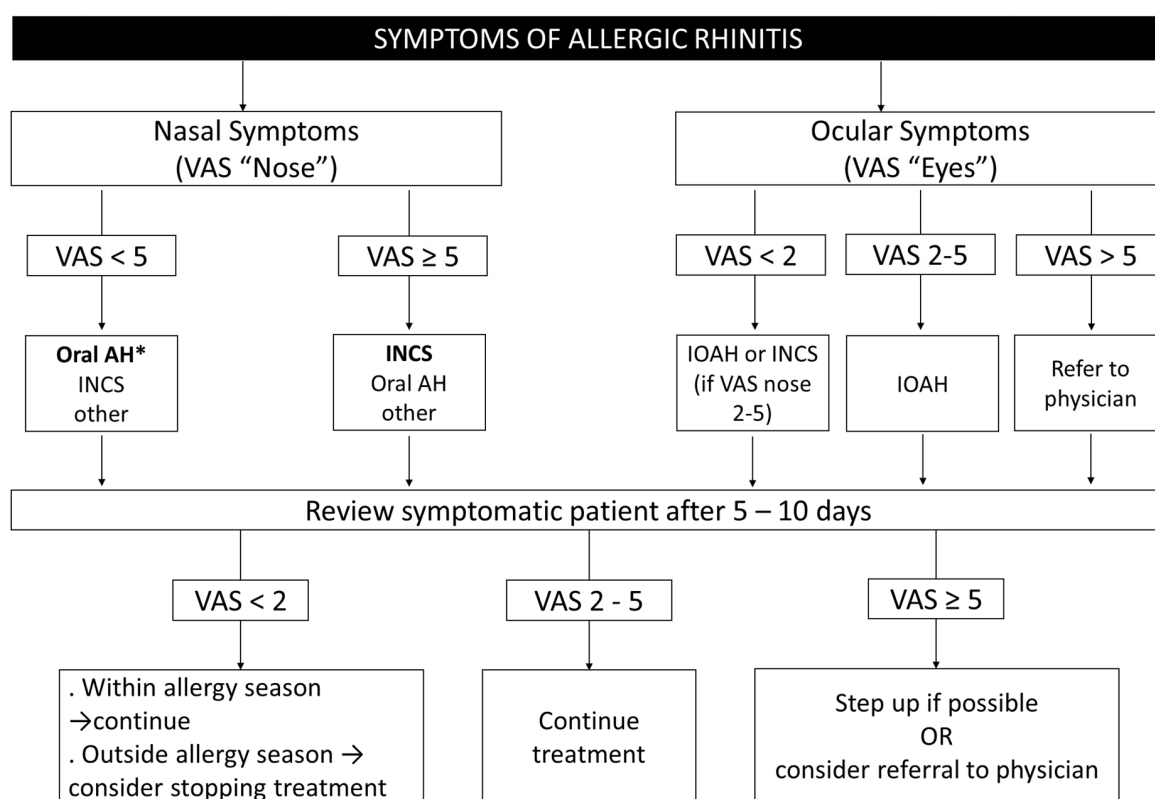 SYMPTOMS OF ALLERGIC RHINITIS
Nasal Symptoms
(VAS “Nose”)
Ocular Symptoms
(VAS “Eyes”)
VAS < 5
VAS ≥ 5
VAS < 2
VAS 2-5
VAS > 5
Oral AH*
INCS
other
INCS
Oral AH
other
IOAH or INCS
(if VAS nose
2-5)
IOAH
Refer to
physician
Review symptomatic patient after 5 – 10 days
VAS < 2
VAS 2 - 5
VAS ≥ 5
. Within allergy season
→continue
. Outside allergy season →
consider stopping treatment
Continue
treatment
Step up if possible
OR
consider referral to physician